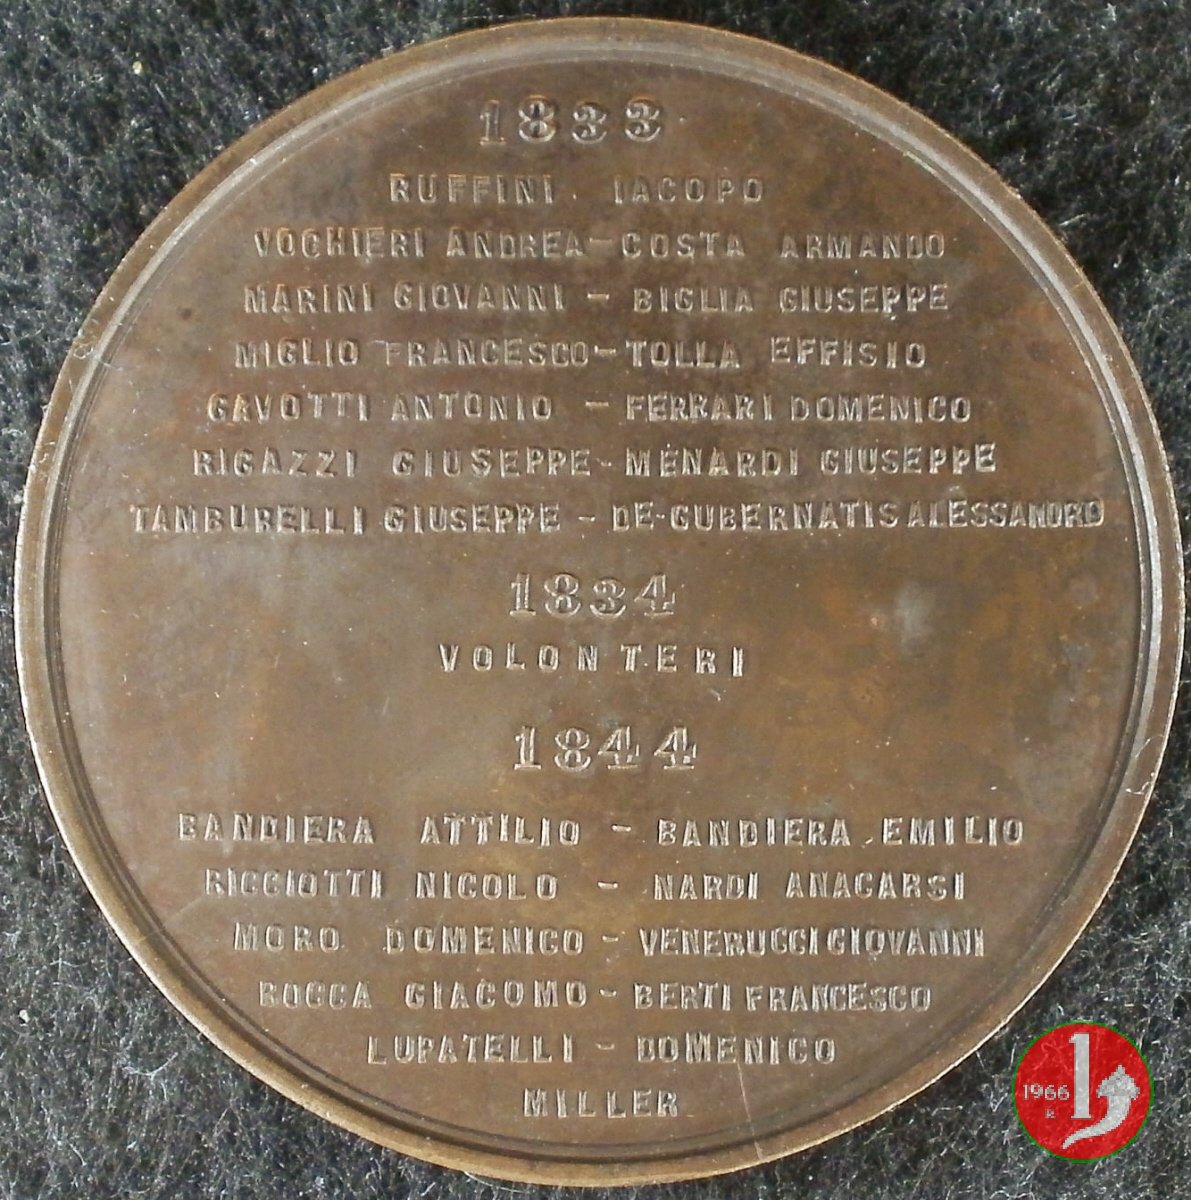 1833
RUFFINI IACOPO
VOCHIERI ANDREA - COSTA ARMANDO
MARINI GIOVANNI - BIGLIA GIUSEPPE
MIGLIO FRANCESCO - TOLLA EFFISIO
GAVOTTI ANTONIO - FERRARI DOMENICO
RIGAZZI GIUSEPPE - MENARDI GIUSEPPE
TAMBURELLI GIUSEPPE - DE-GUBERNATIS ALESSANDRO
1834
VOLONTERI
1844
BANDIERA ATTILIO - BANDIERA EMILIO
RICCIOTTI NICOLO - NARDI ANACARSI
MORO DOMENICO - VENERUCCI GIOVANNI
ROCCA GIACOMO - BERTI FRANCESCO
LUPATELLI - DOMENICO
MILLER
1966
R